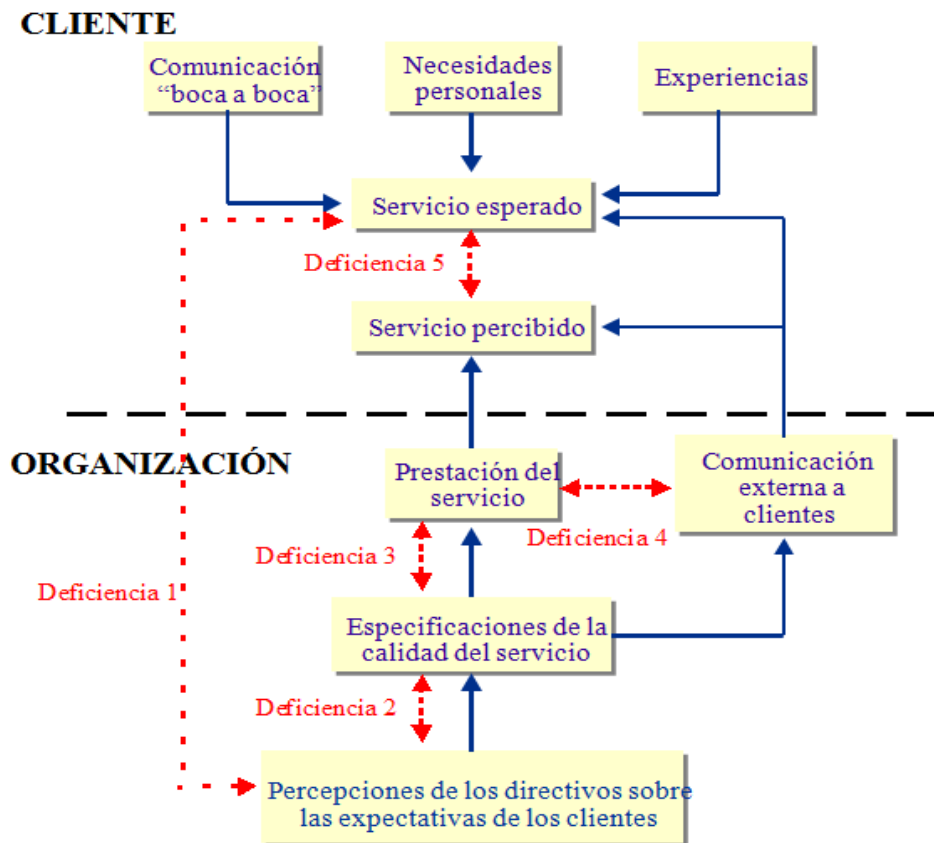 CLIENTE
Comunicación
“boca a boca”
Necesidades
personales
Experiencias
Servicio esperado
Deficiencia 5
Servicio percibido
ORGANIZACIÓN
Prestación del
servicio
Comunicación
externa a
clientes
Deficiencia 4
Deficiencia 3
Deficiencia 1
Especificaciones de la
calidad del servicio
Deficiencia 2
Percepciones de los directivos sobre
las expectativas de los clientes